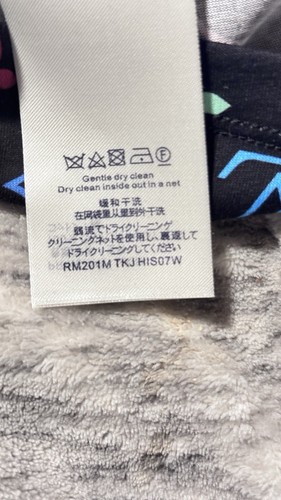 Gentle dry clean
Dry clean inside out in a net
缓和干洗
在网袋里从里到外干洗
弱流でドライクリーニング
クリーニングネットを使用し、裏返して
ドライクリーニングしてください
RM201M TKJ HIS07W